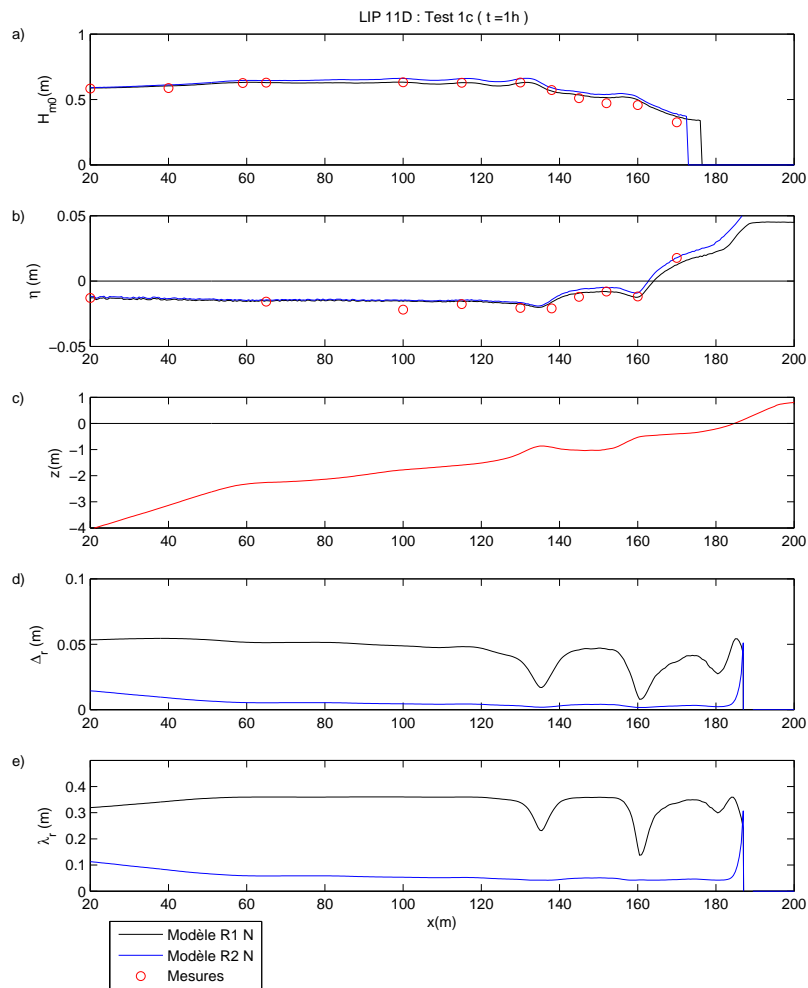 LIP 11D : Test 1c ( t =1h )
a)
H_m0(m)
1
0.5
0
20 40 60 80 100 120 140 160 180 200
b)
η (m)
0.05
0
−0.05
20 40 60 80 100 120 140 160 180 200
c)
z(m)
1
0
−1
−2
−3
−4
20 40 60 80 100 120 140 160 180 200
d)
Δ_r (m)
0.1
0.05
0
20 40 60 80 100 120 140 160 180 200
e)
λ_r (m)
0.4
0.3
0.2
0.1
0
20 40 60 80 100 120 140 160 180 200
x(m)
Modèle R1 N
Modèle R2 N
Mesures